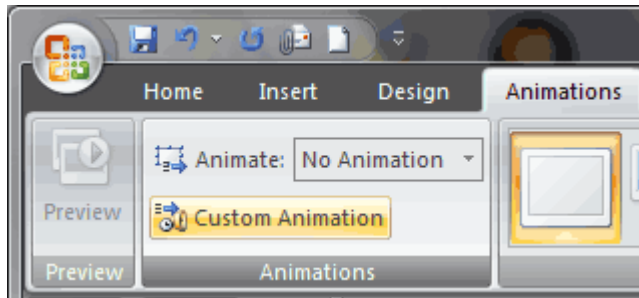 Home Insert Design Animations
Animate: No Animation
Preview
Custom Animation
Preview Animations